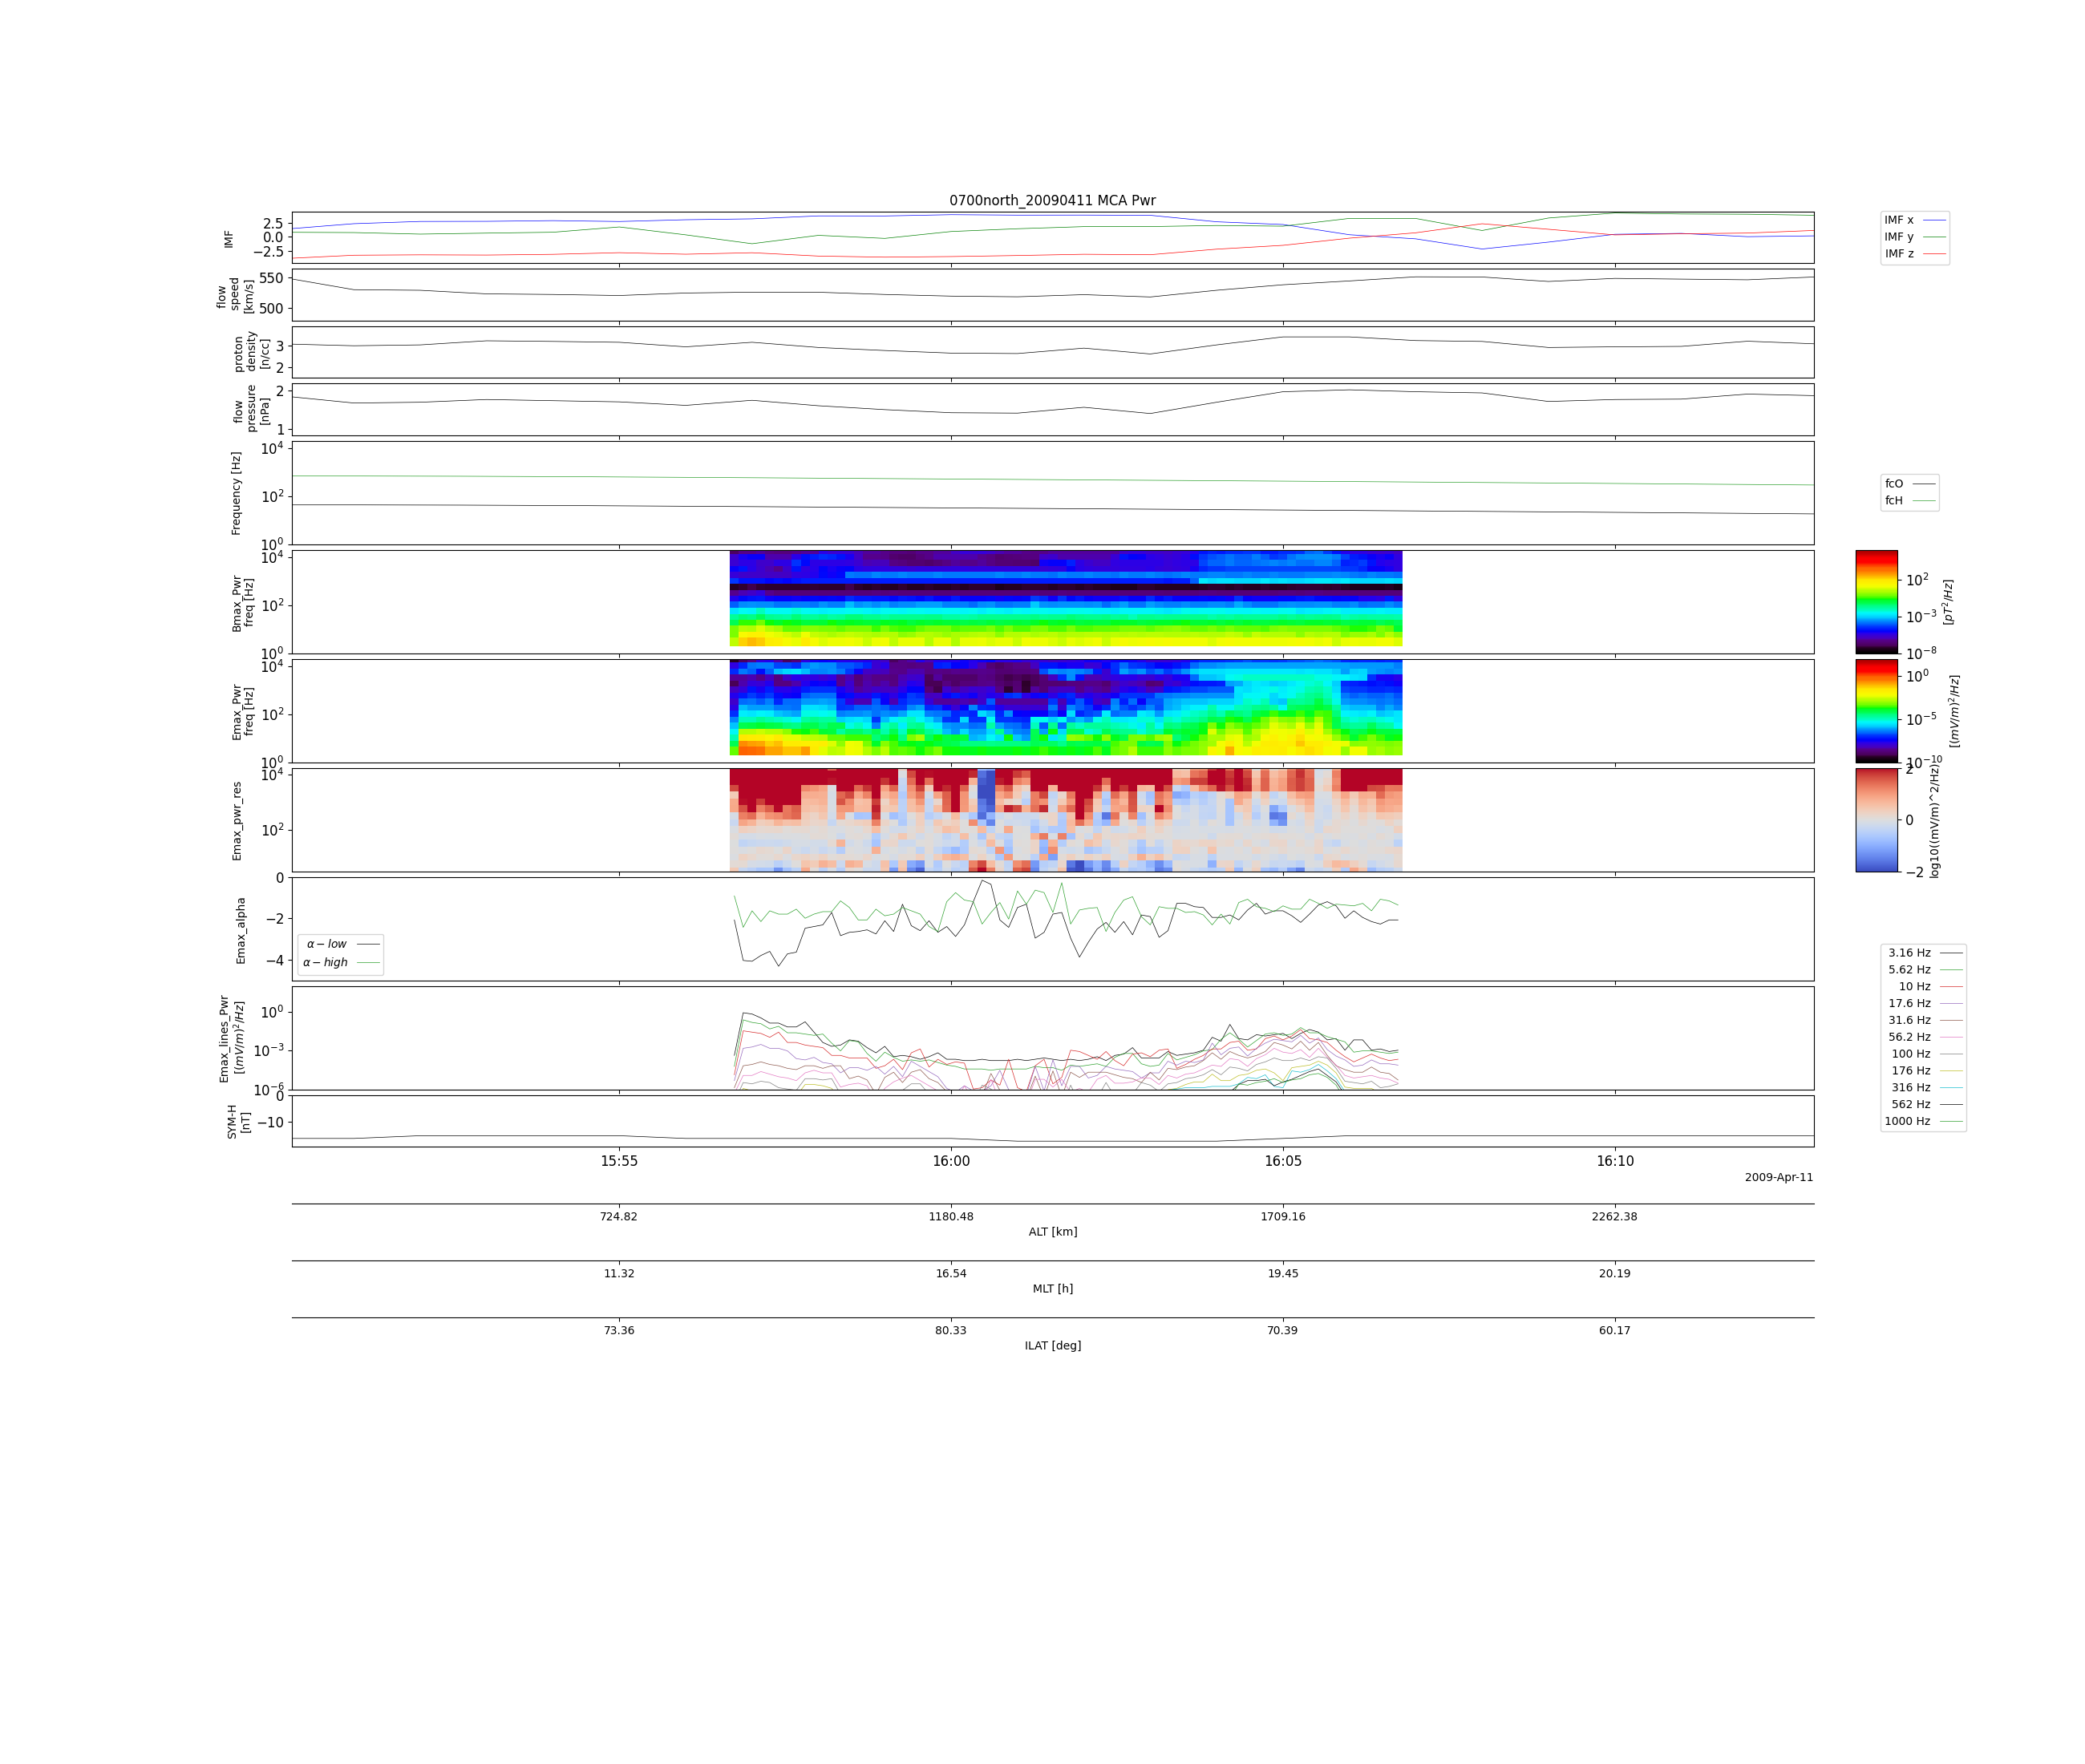 0700north_20090411 MCA Pwr
IMF
2.5
0.0
−2.5
IMF x
IMF y
IMF z
flow
speed
[km/s]
550
500
proton
density
[n/cc]
3
2
flow
pressure
[nPa]
2
1
Frequency [Hz]
10^4
10^2
10^0
fcO
fcH
Bmax_Pwr
freq [Hz]
10^4
10^2
10^0
10^2
10^−3
10^−8
[pT^2/Hz]
Emax_Pwr
freq [Hz]
10^4
10^2
10^0
10^0
10^−5
10^−10
[(mV/m)^2/Hz]
Emax_pwr_res
10^4
10^2
2
0
−2
log10((mV/m)^2/Hz)
Emax_alpha
0
−2
−4
α − low
α − high
Emax_lines_Pwr
[(mV/m)^2/Hz]
10^0
10^−3
10^−6
3.16 Hz
5.62 Hz
10 Hz
17.6 Hz
31.6 Hz
56.2 Hz
100 Hz
176 Hz
316 Hz
562 Hz
1000 Hz
SYM-H
[nT]
0
−10
15:55 16:00 16:05 16:10
2009-Apr-11
724.82 1180.48 1709.16 2262.38
ALT [km]
11.32 16.54 19.45 20.19
MLT [h]
73.36 80.33 70.39 60.17
ILAT [deg]